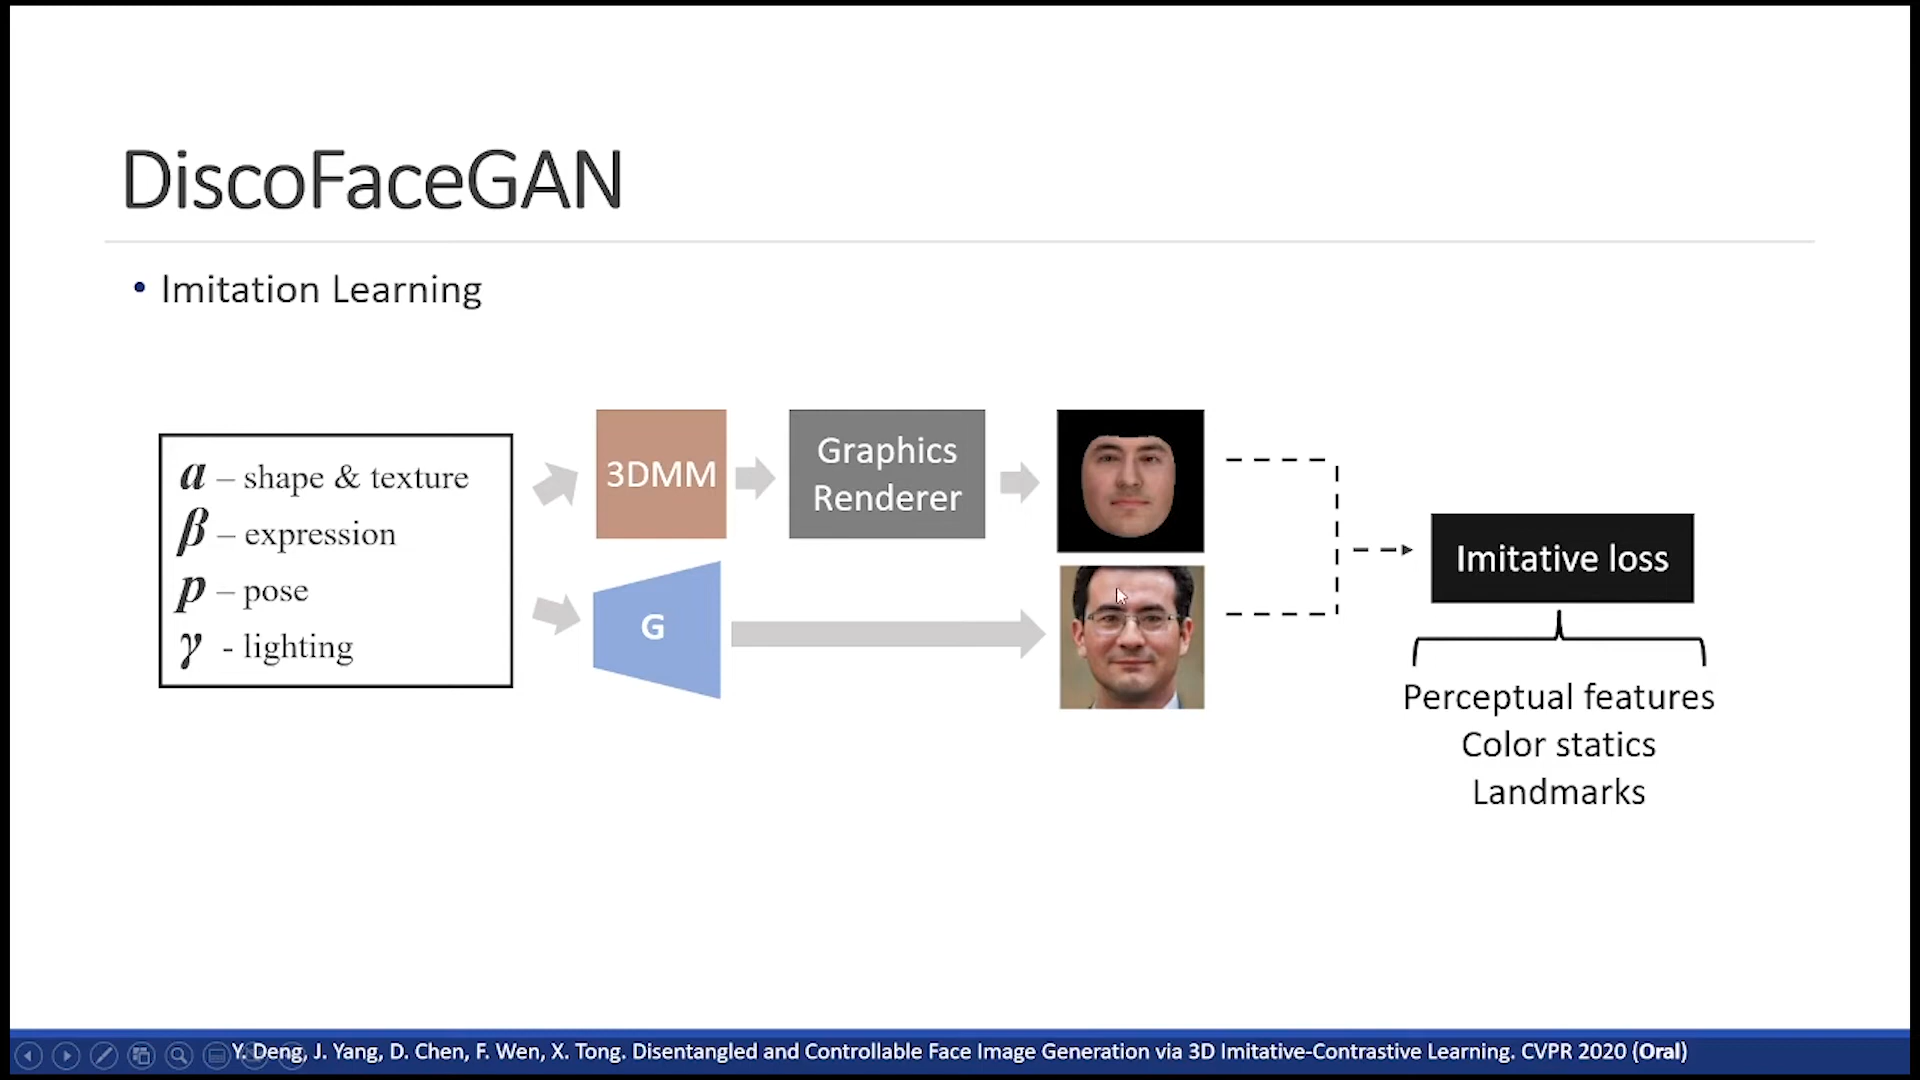 DiscoFaceGAN
• Imitation Learning
α – shape & texture
β – expression
p – pose
γ - lighting
3DMM
Graphics
Renderer
G
Imitative loss
Perceptual features
Color statics
Landmarks
Y. Deng, J. Yang, D. Chen, F. Wen, X. Tong. Disentangled and Controllable Face Image Generation via 3D Imitative-Contrastive Learning. CVPR 2020 (Oral)